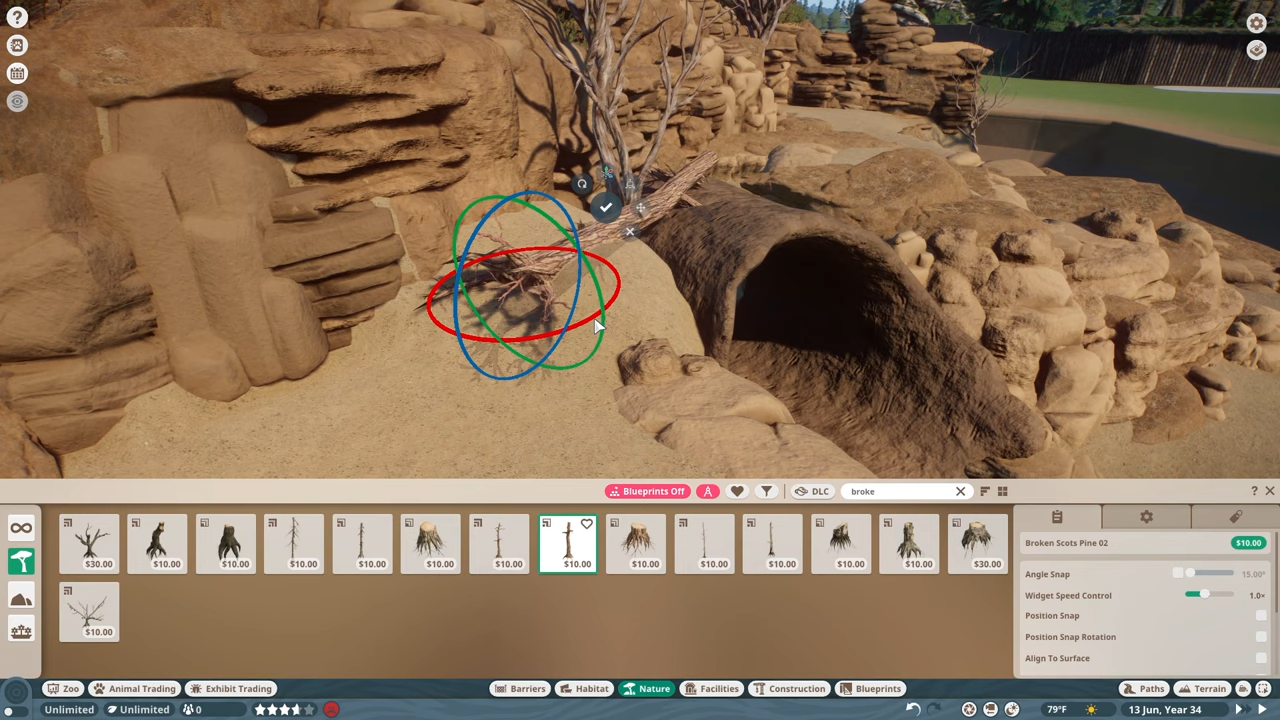 ?
Blueprints Off
DLC
broke
? 
$30.00
$10.00
$10.00
$10.00
$10.00
$10.00
$10.00
$10.00
$10.00
$10.00
$10.00
$10.00
$10.00
$30.00
$10.00
Broken Scots Pine 02
$10.00
Angle Snap
15.00°
Widget Speed Control
1.0×
Position Snap
Position Snap Rotation
Align To Surface
Zoo
Animal Trading
Exhibit Trading
Barriers
Habitat
Nature
Facilities
Construction
Blueprints
Paths
Terrain
Unlimited
Unlimited
0
79°F
13 Jun, Year 34